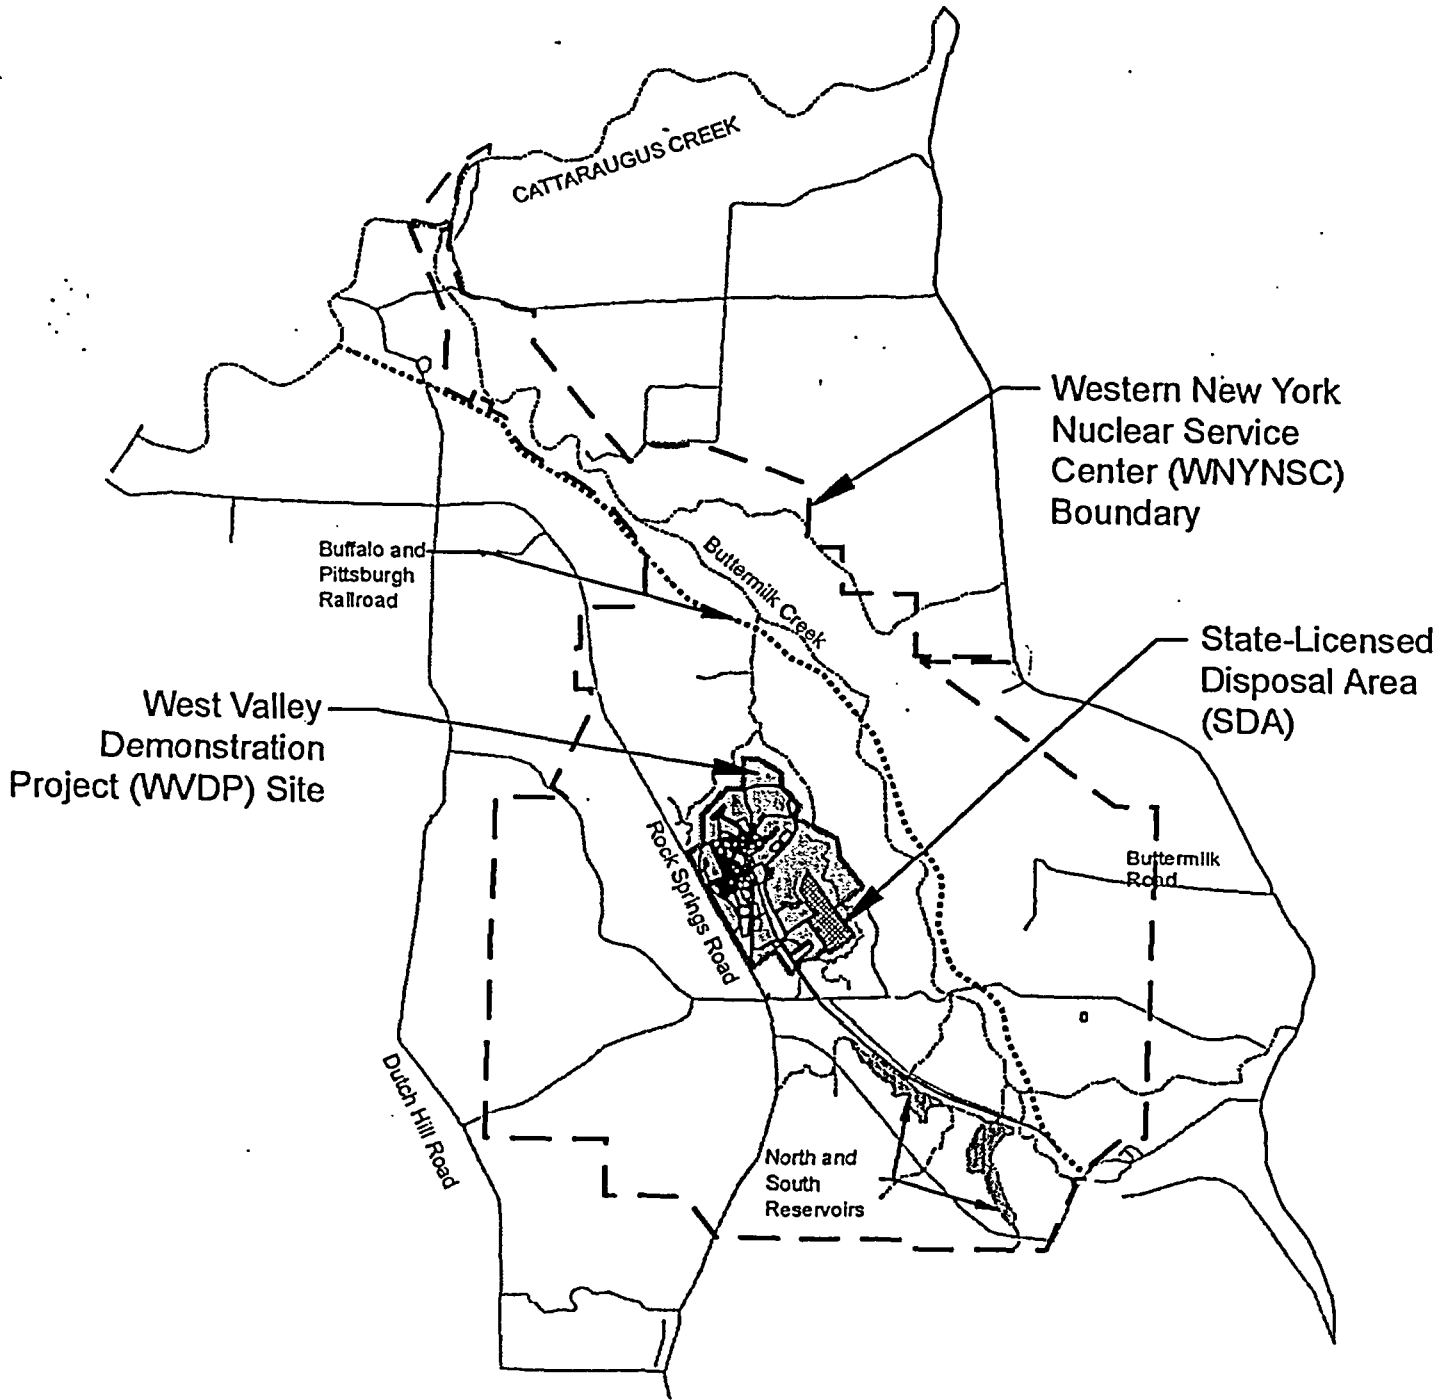 CATTARAUGUS CREEK
Western New York
Nuclear Service
Center (WNYNSC)
Boundary
Buffalo and
Pittsburgh
Railroad
Buttermilk Creek
State-Licensed
Disposal Area
(SDA)
West Valley
Demonstration
Project (WVDP) Site
Rock Springs Road
Buttermilk
Road
Dutch Hill Road
North and
South
Reservoirs